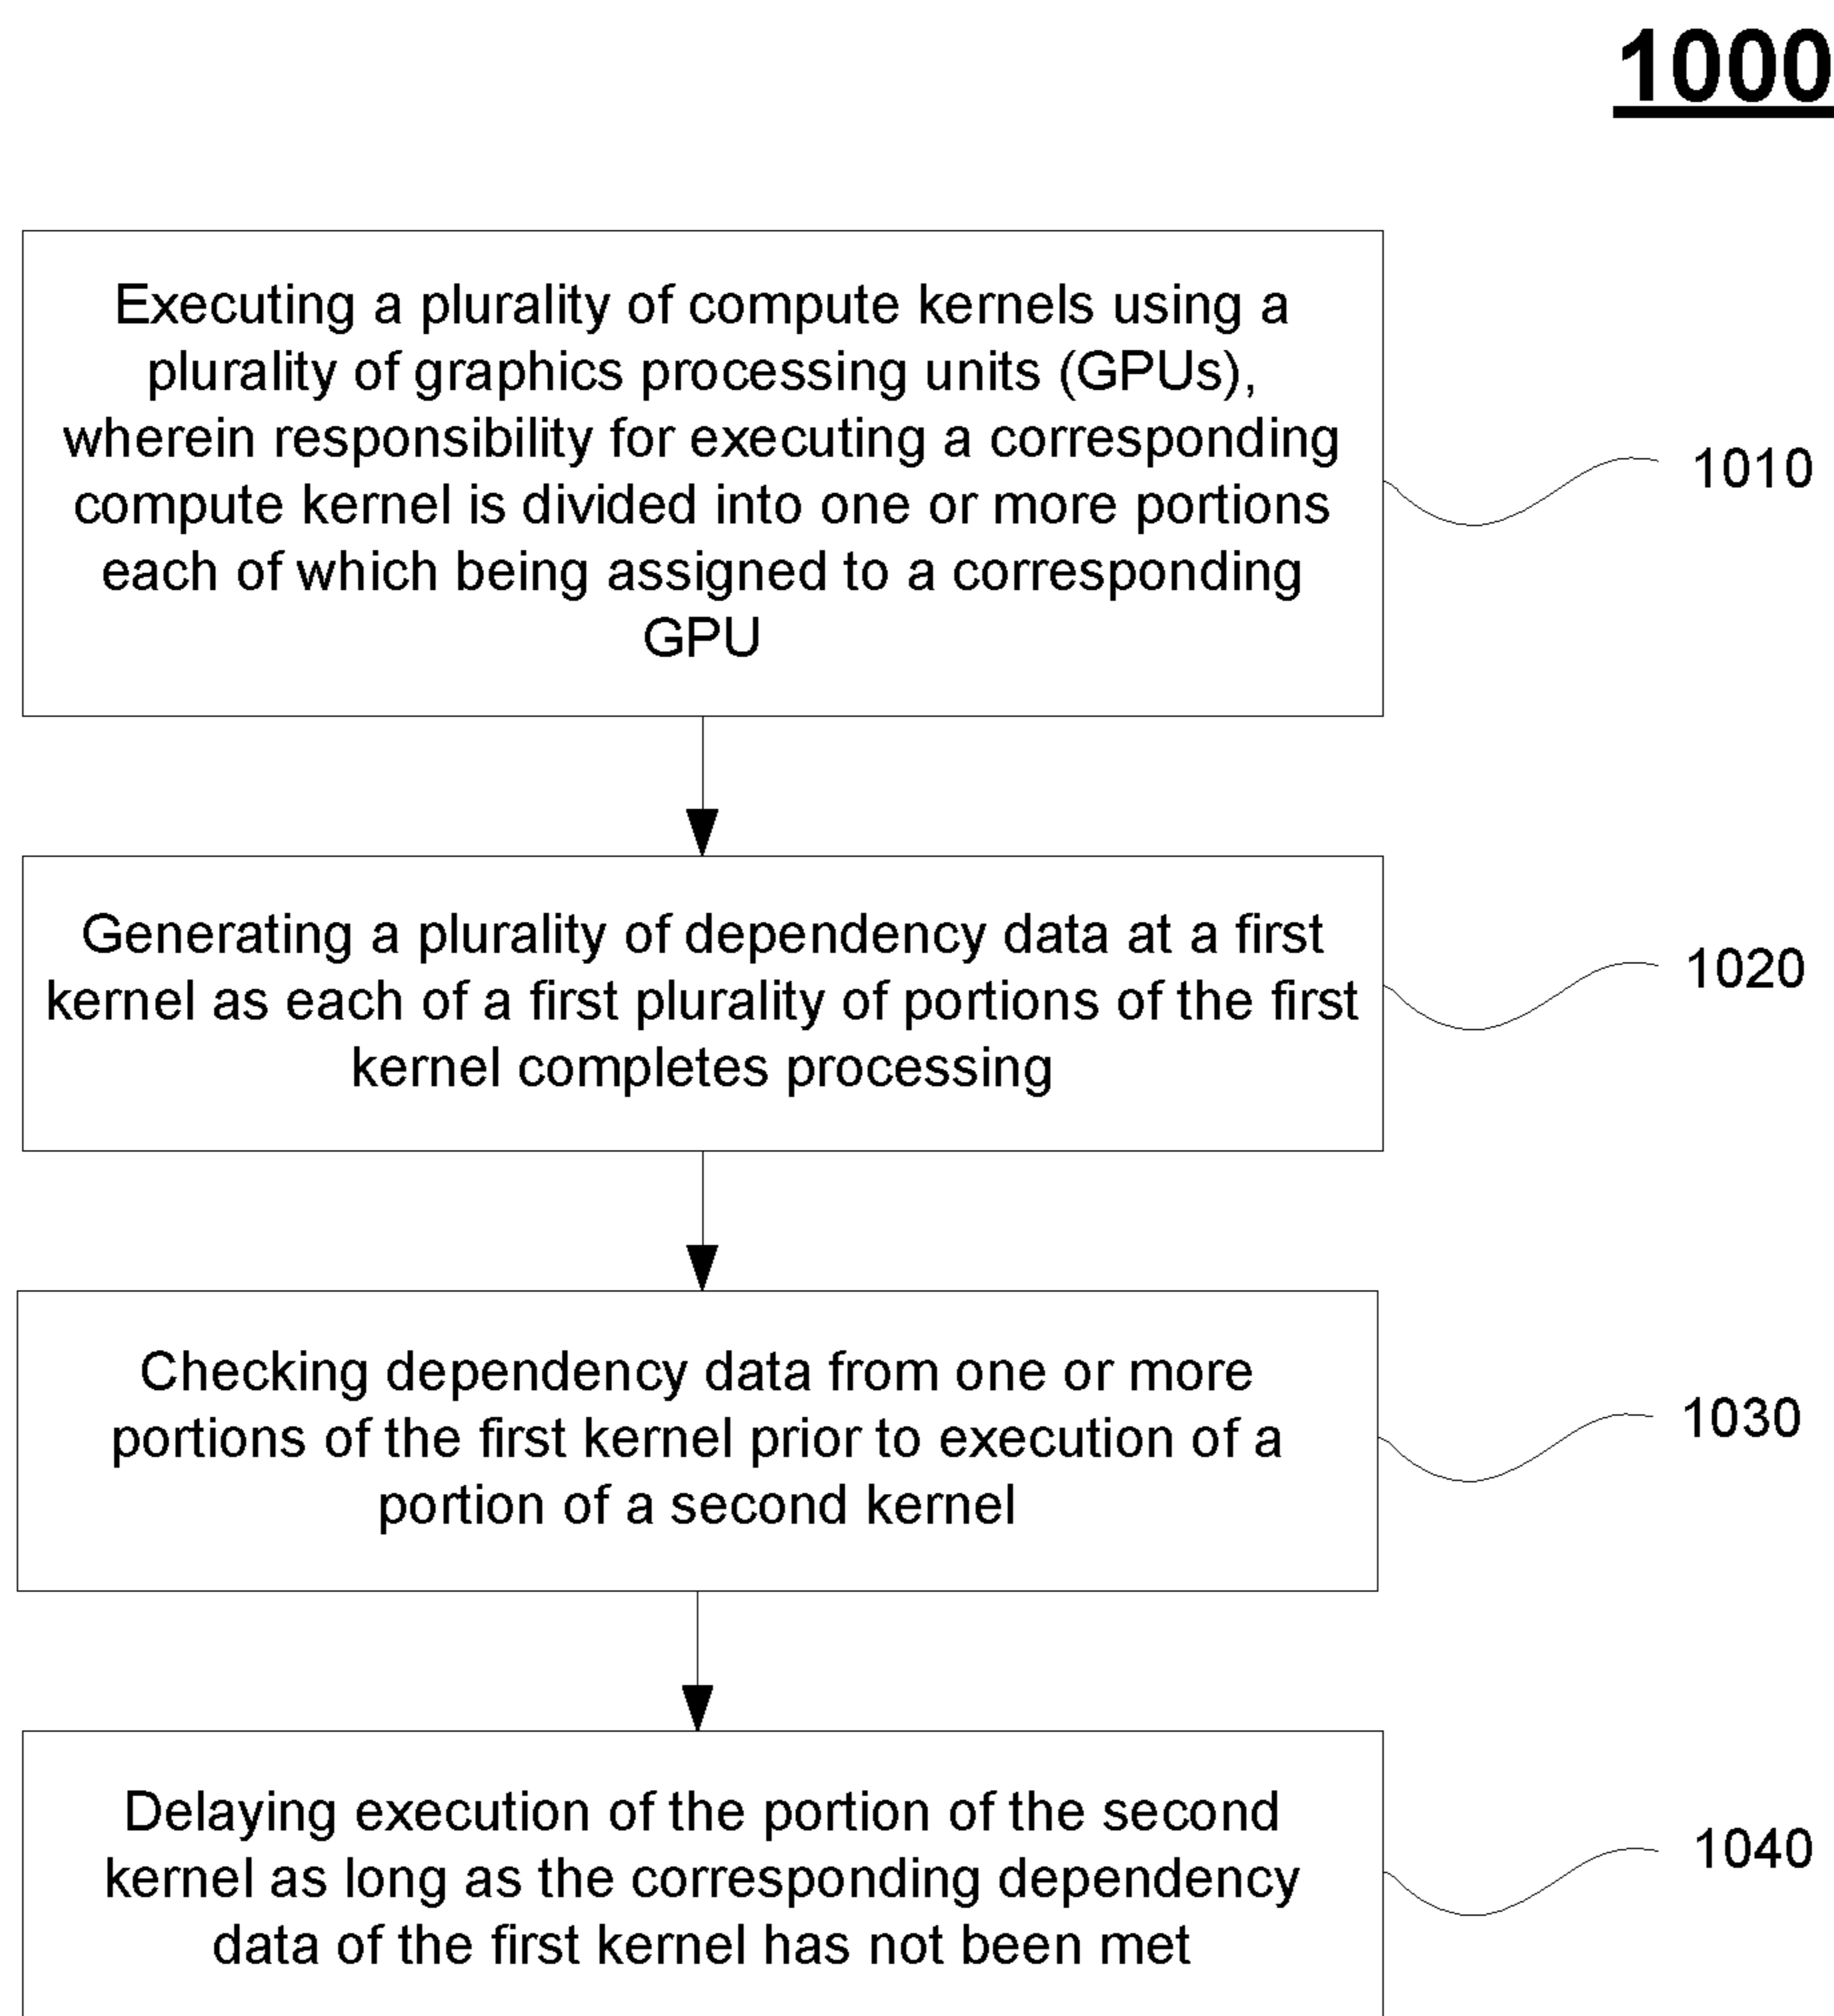 1000
Executing a plurality of compute kernels using a
plurality of graphics processing units (GPUs),
wherein responsibility for executing a corresponding
compute kernel is divided into one or more portions
each of which being assigned to a corresponding
GPU
1010
Generating a plurality of dependency data at a first
kernel as each of a first plurality of portions of the first
kernel completes processing
1020
Checking dependency data from one or more
portions of the first kernel prior to execution of a
portion of a second kernel
1030
Delaying execution of the portion of the second
kernel as long as the corresponding dependency
data of the first kernel has not been met
1040